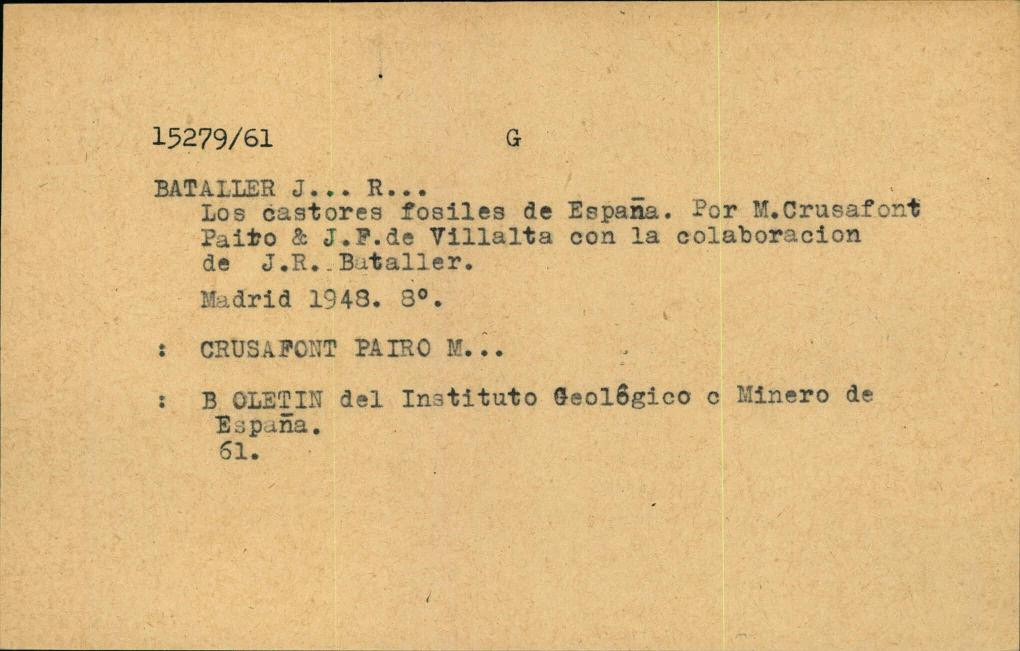 15279/61 G
BATALLER J... R...
Los castores fosiles de España. Por M.Crusafont
Paito & J.F.de Villalta con la colaboracion
de J.R. Bataller.
Madrid 1948. 8º.
: CRUSAFONT PAIRO M...
: B OLETIN del Instituto Geológico c Minero de
España.
61.